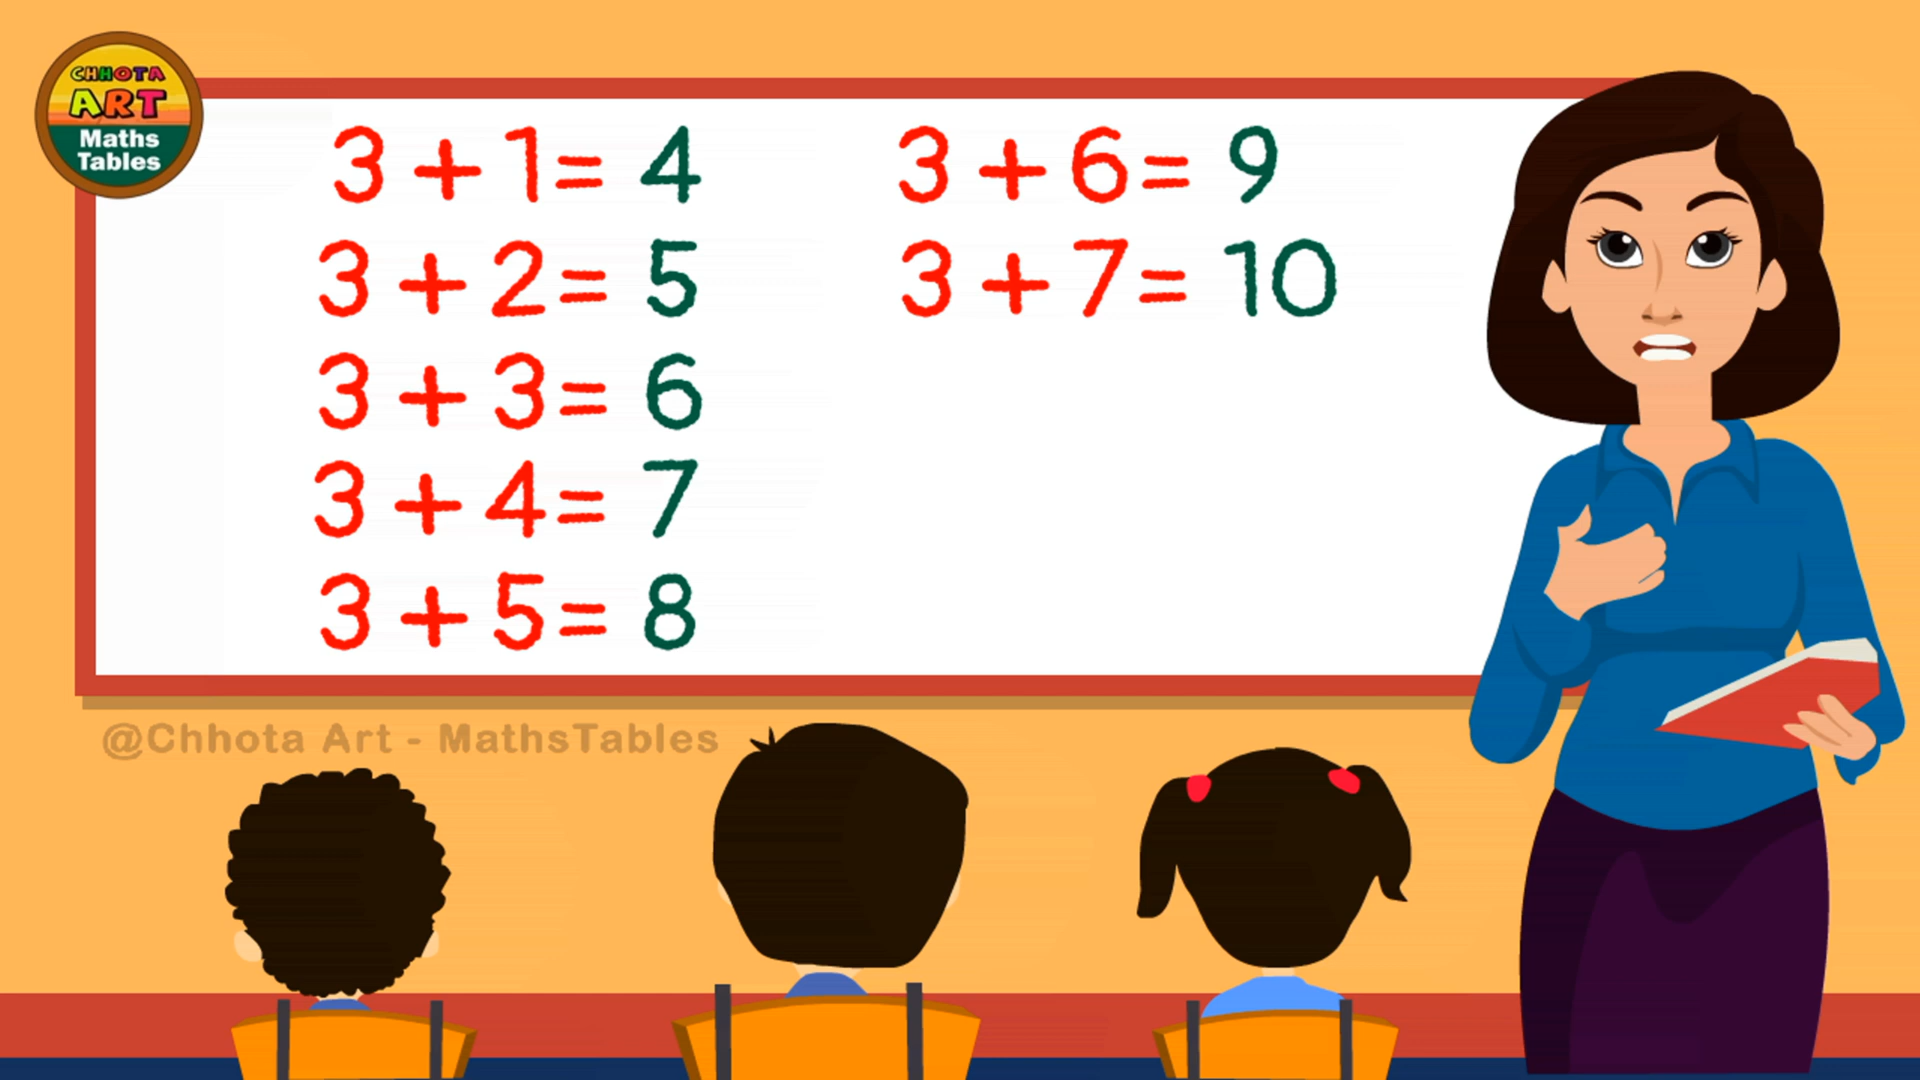 CHHOTA
ART
Maths
Tables
3 + 1 = 4
3 + 2 = 5
3 + 3 = 6
3 + 4 = 7
3 + 5 = 8
3 + 6 = 9
3 + 7 = 10
@Chhota Art - MathsTables